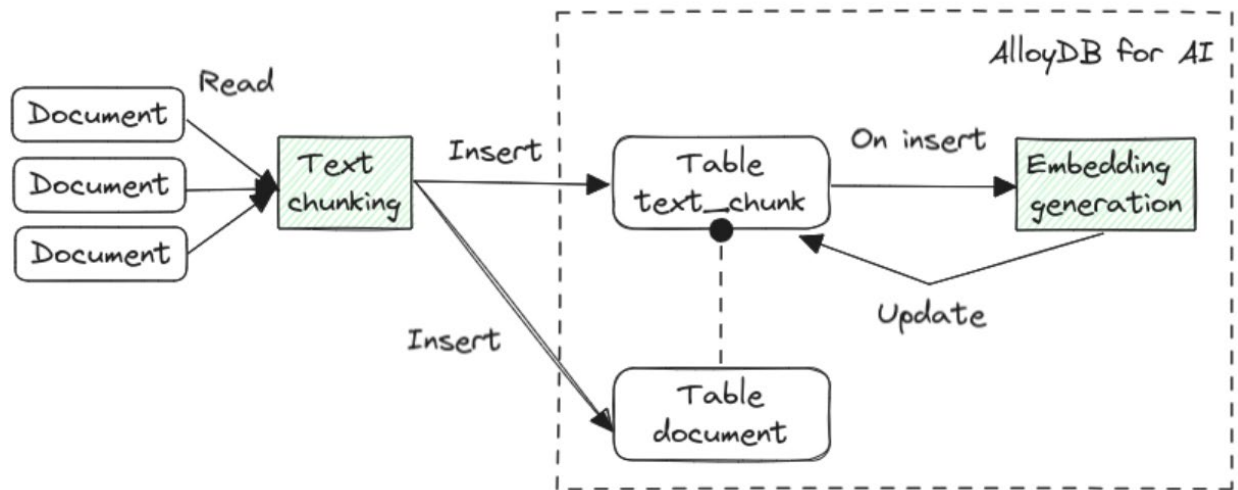 AlloyDB for AI
Read
Document
Document
Document
Text
chunking
Insert
Insert
Table
text_chunk
On insert
Embedding
generation
Update
Table
document